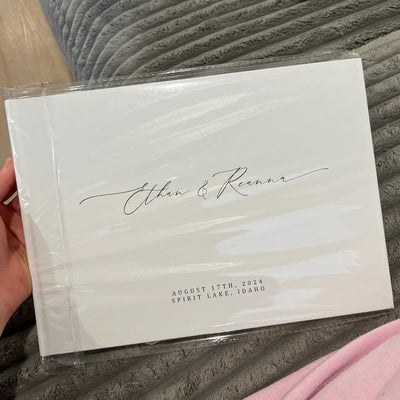 Ethan & Reanna
AUGUST 17TH, 2024
SPIRIT LAKE, IDAHO